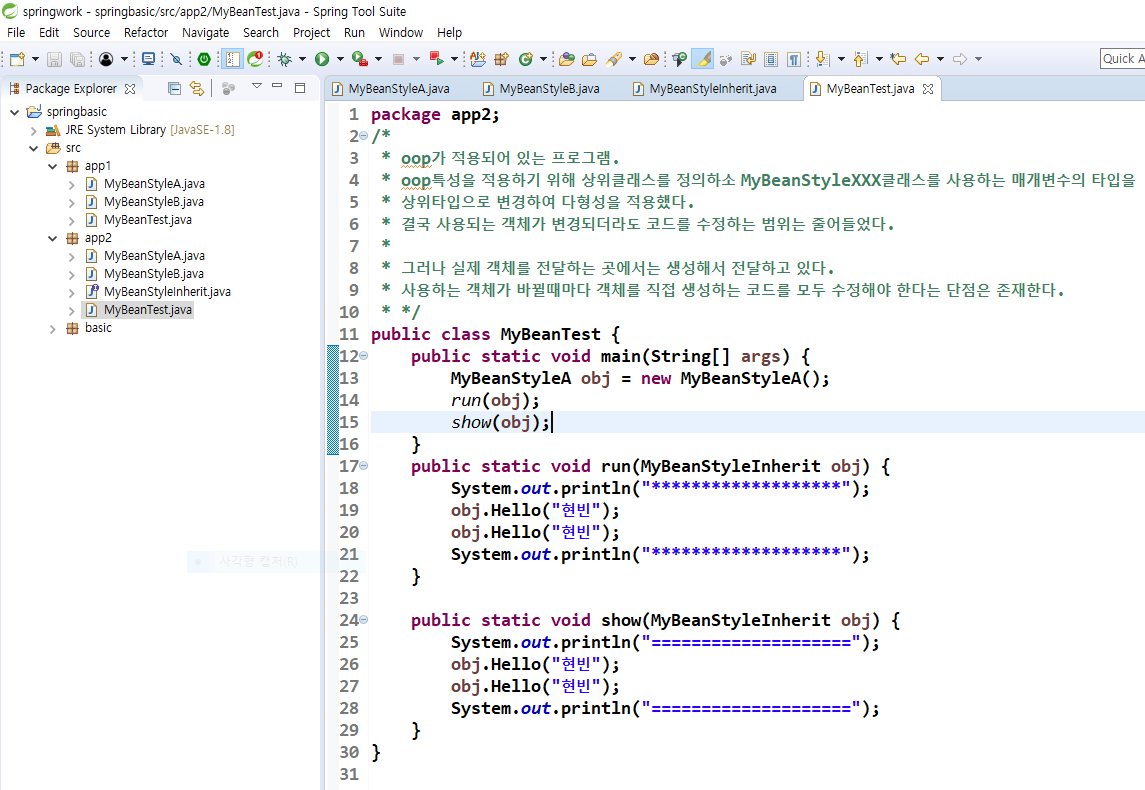 springwork - springbasic/src/app2/MyBeanTest.java - Spring Tool Suite
File Edit Source Refactor Navigate Search Project Run Window Help
Quick A
Package Explorer
springbasic
JRE System Library [JavaSE-1.8]
src
app1
MyBeanStyleA.java
MyBeanStyleB.java
MyBeanTest.java
app2
MyBeanStyleA.java
MyBeanStyleB.java
MyBeanStyleInherit.java
MyBeanTest.java
basic
사각형 캡처(R)
MyBeanStyleA.java MyBeanStyleB.java MyBeanStyleInherit.java MyBeanTest.java
1 package app2;
2 /*
3 * oop가 적용되어 있는 프로그램.
4 * oop특성을 적용하기 위해 상위클래스를 정의하소 MyBeanStyleXXX클래스를 사용하는 매개변수의 타입을
5 * 상위타입으로 변경하여 다형성을 적용했다.
6 * 결국 사용되는 객체가 변경되더라도 코드를 수정하는 범위는 줄어들었다.
7 *
8 * 그러나 실제 객체를 전달하는 곳에서는 생성해서 전달하고 있다.
9 * 사용하는 객체가 바뀔때마다 객체를 직접 생성하는 코드를 모두 수정해야 한다는 단점은 존재한다.
10 * */
11 public class MyBeanTest {
12 public static void main(String[] args) {
13 MyBeanStyleA obj = new MyBeanStyleA();
14 run(obj);
15 show(obj);
16 }
17 public static void run(MyBeanStyleInherit obj) {
18 System.out.println("*******************");
19 obj.Hello("현빈");
20 obj.Hello("현빈");
21 System.out.println("*******************");
22 }
23
24 public static void show(MyBeanStyleInherit obj) {
25 System.out.println("====================");
26 obj.Hello("현빈");
27 obj.Hello("현빈");
28 System.out.println("====================");
29 }
30 }
31